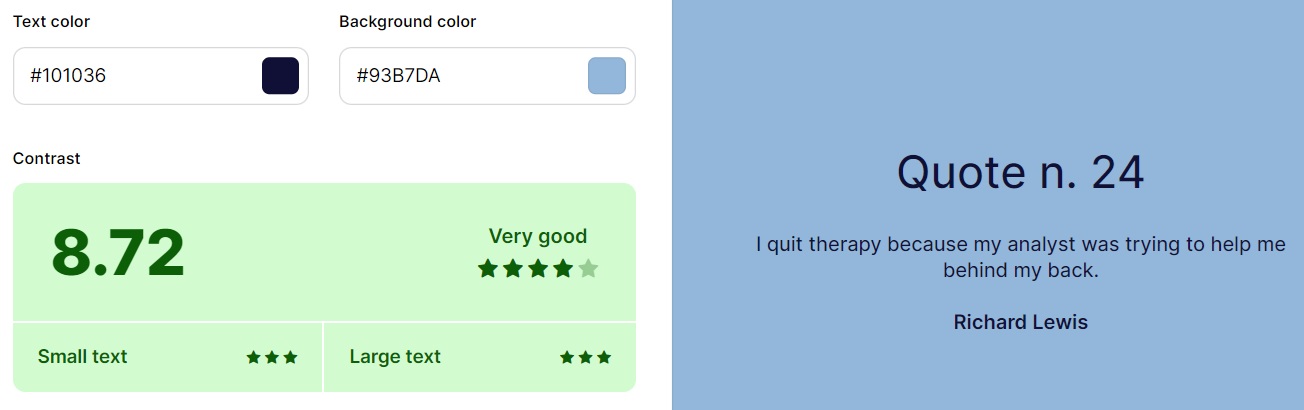 Text color
#101036
Background color
#93B7DA
Contrast
8.72
Very good
Small text
Large text
Quote n. 24
I quit therapy because my analyst was trying to help me
behind my back.
Richard Lewis